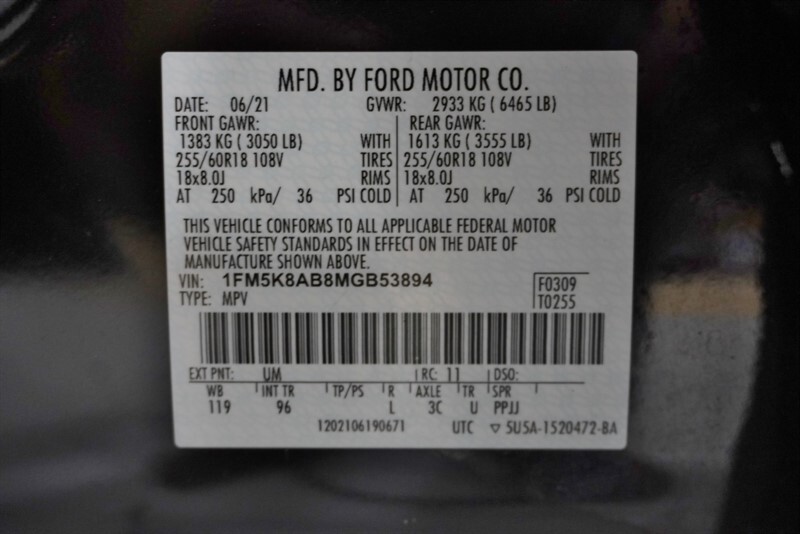 MFD. BY FORD MOTOR CO.
DATE: 06/21 GVWR: 2933 KG ( 6465 LB)
FRONT GAWR: REAR GAWR:
1383 KG ( 3050 LB) WITH 1613 KG ( 3555 LB) WITH
255/60R18 108V TIRES 255/60R18 108V TIRES
18x8.0J RIMS 18x8.0J RIMS
AT 250 kPa/ 36 PSI COLD AT 250 kPa/ 36 PSI COLD
THIS VEHICLE CONFORMS TO ALL APPLICABLE FEDERAL MOTOR
VEHICLE SAFETY STANDARDS IN EFFECT ON THE DATE OF
MANUFACTURE SHOWN ABOVE.
VIN: 1FM5K8AB8MGB53894 F0309
TYPE: MPV T0255
EXT PNT: UM RC: 11 DSO:
WB INT TR TP/PS R AXLE TR SPR
119 96 L 3C U PPJJ
1202106190671 UTC ▽ 5U5A-1520472-BA